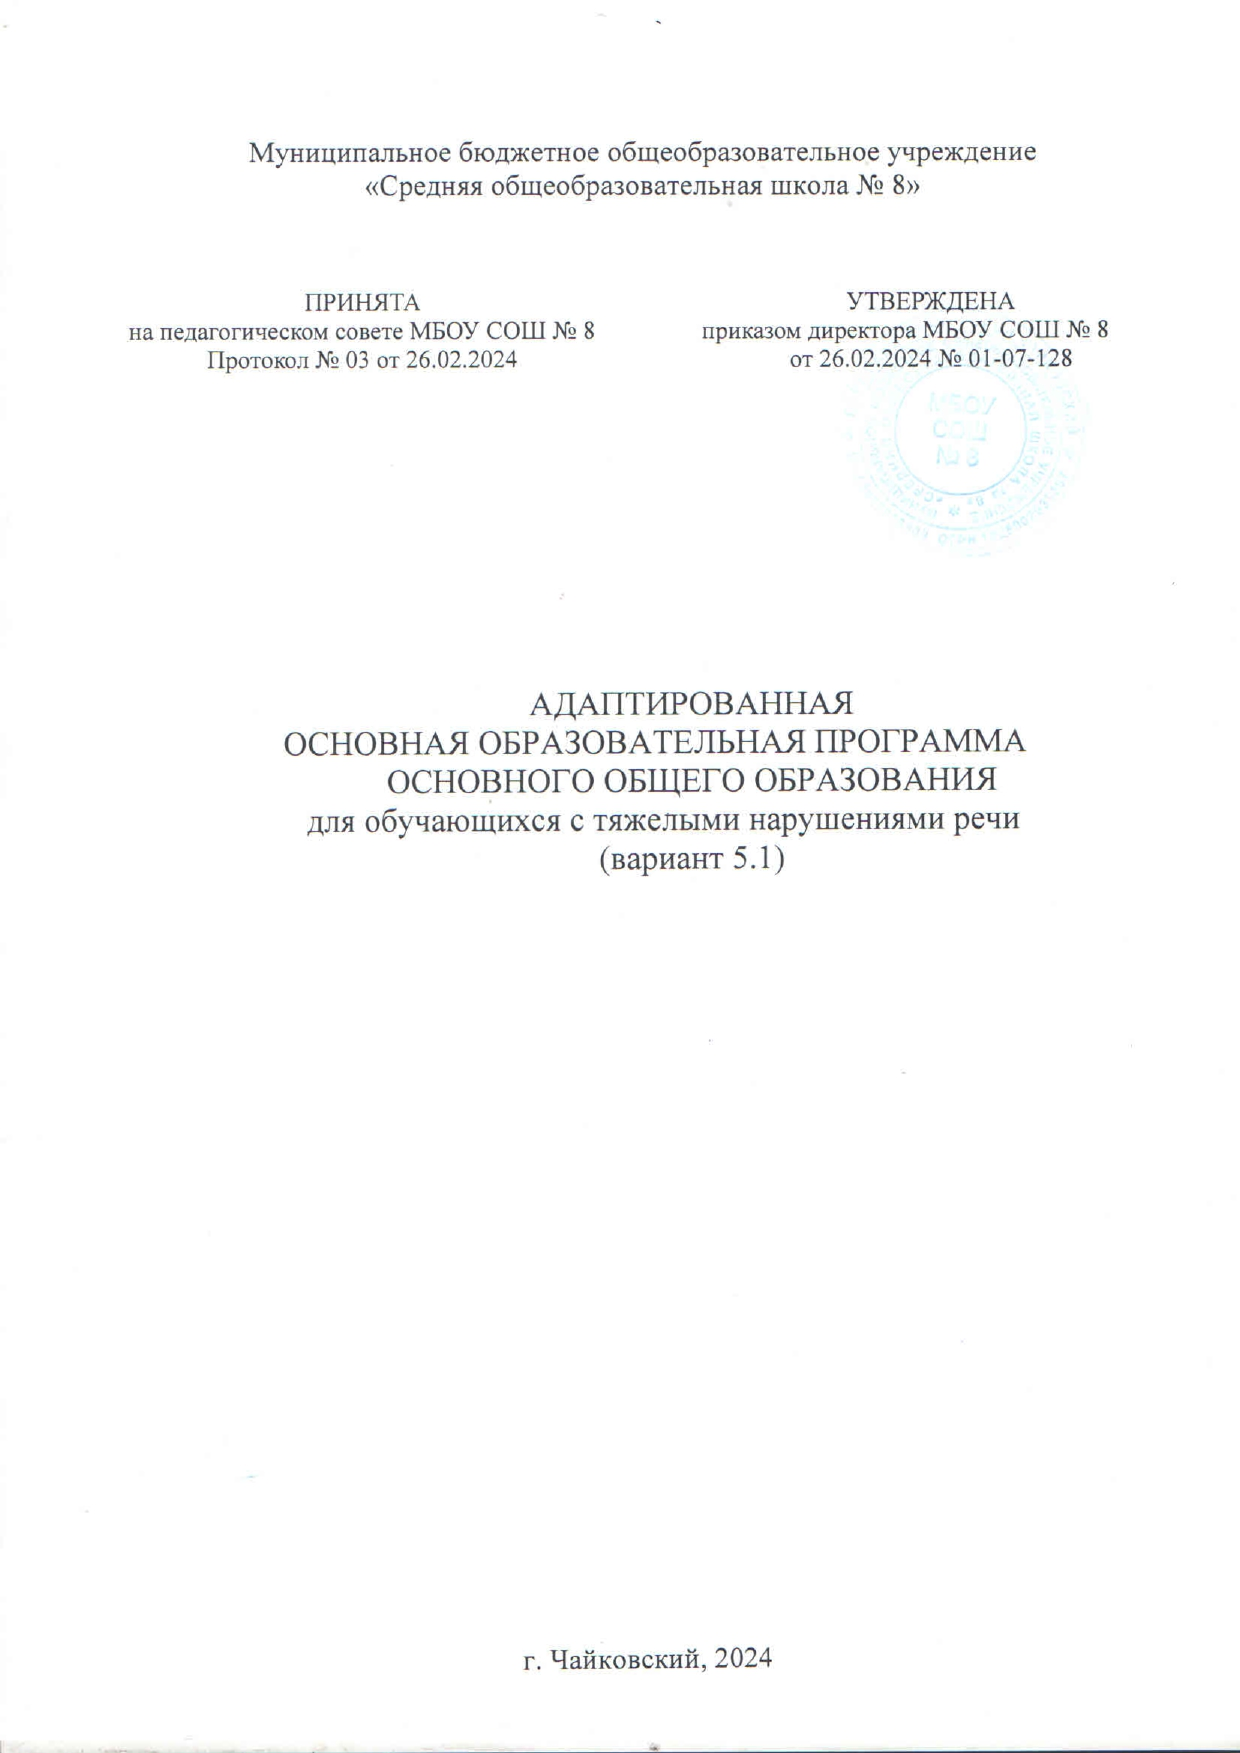 Муниципальное бюджетное общеобразовательное учреждение
«Средняя общеобразовательная школа № 8»
ПРИНЯТА
на педагогическом совете МБОУ СОШ № 8
Протокол № 03 от 26.02.2024
УТВЕРЖДЕНА
приказом директора МБОУ СОШ № 8
от 26.02.2024 № 01-07-128
МБОУ
СОШ
№ 8
АДАПТИРОВАННАЯ
ОСНОВНАЯ ОБРАЗОВАТЕЛЬНАЯ ПРОГРАММА
ОСНОВНОГО ОБЩЕГО ОБРАЗОВАНИЯ
для обучающихся с тяжелыми нарушениями речи
(вариант 5.1)
г. Чайковский, 2024